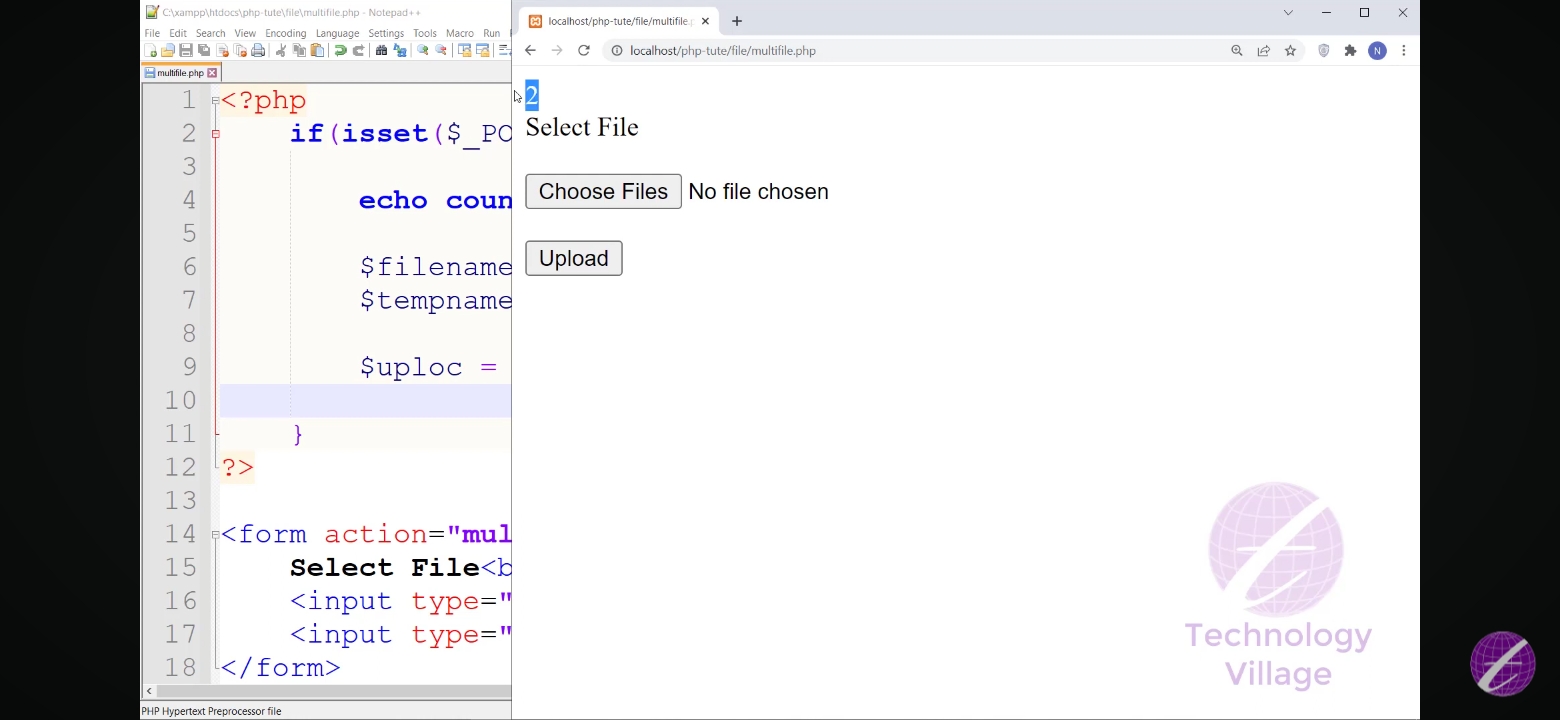 C:\xampp\htdocs\php-tute\file\multifile.php - Notepad++
File Edit Search View Encoding Language Settings Tools Macro Run
multifile.php
1 <?php
2 if(isset($_PO
3
4 echo coun
5
6 $filename
7 $tempname
8
9 $uploc =
10
11 }
12 ?>
13
14 <form action="mul
15 Select File<b
16 <input type="
17 <input type="
18 </form>
PHP Hypertext Preprocessor file
localhost/php-tute/file/multifile.
localhost/php-tute/file/multifile.php
N
2
Select File
Choose Files No file chosen
Upload
Technology
Village